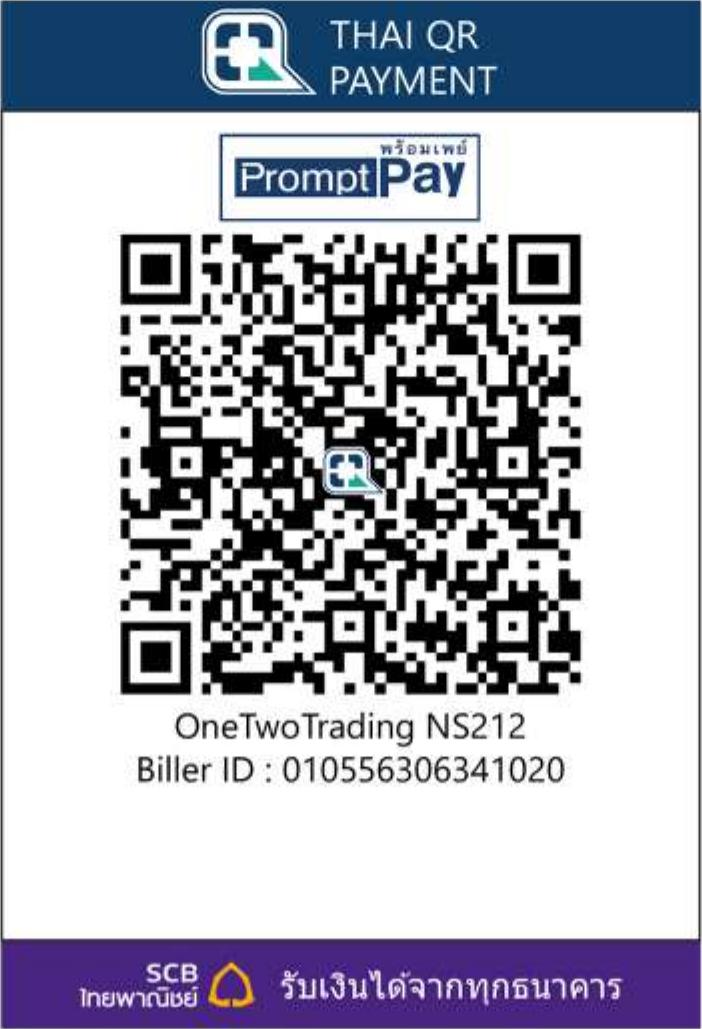 THAI QR
PAYMENT
พร้อมเพย์
Prompt Pay
OneTwoTrading NS212
Biller ID : 010556306341020
SCB
ไทยพาณิชย์
รับเงินได้จากทุกธนาคาร